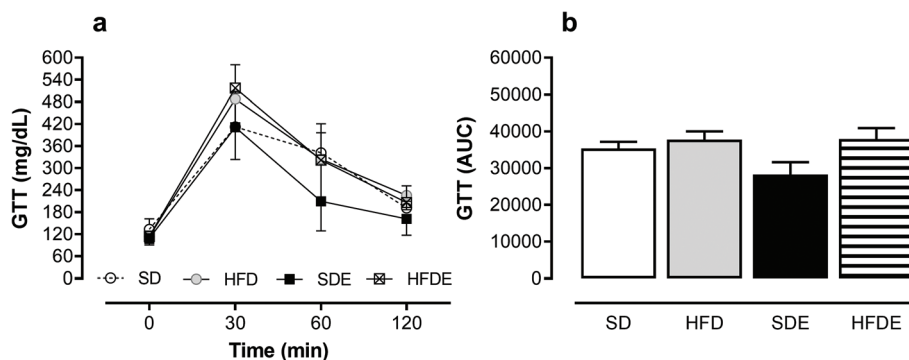 a
GTT (mg/dL)
600
540
480
420
360
300
240
180
120
60
0
SD HFD SDE HFDE
0 30 60 120
Time (min)
b
GTT (AUC)
60000
50000
40000
30000
20000
10000
0
SD HFD SDE HFDE